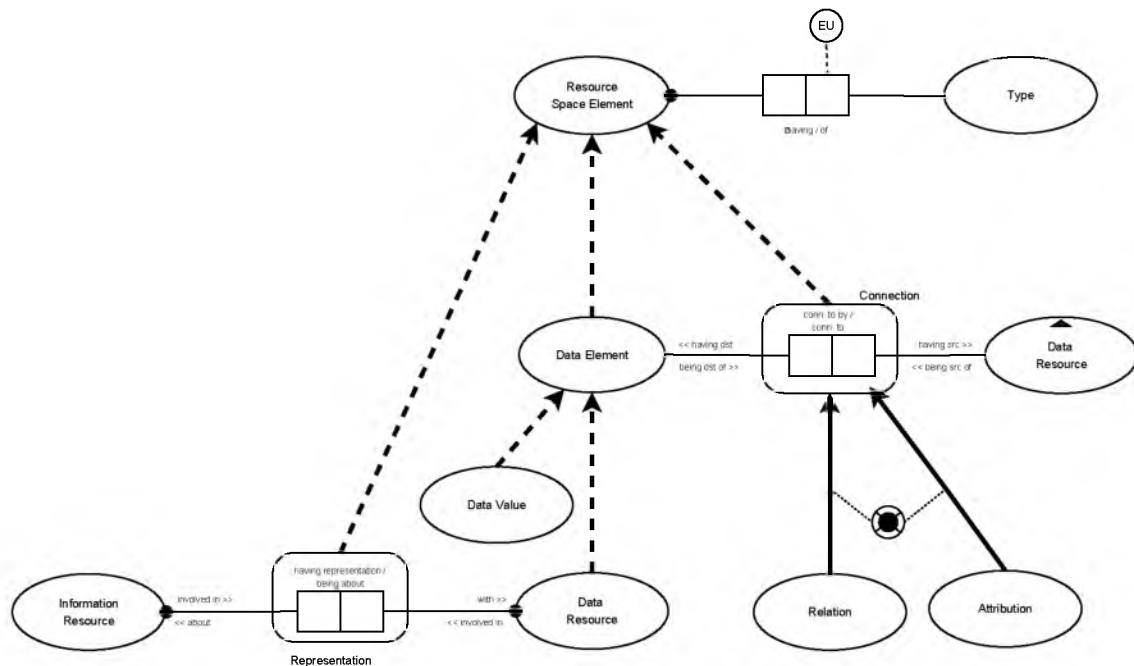 EU
Resource
Space Element
Type
having / of
Connection
conn. to by /
conn. to
Data Element
<< having dst
being dst of >>
having src >>
<< being src of
Data
Resource
Data Value
having representation /
being about
Information
Resource
involved in >>
<< about
with >>
<< involved in
Data
Resource
Relation
Attribution
Representation